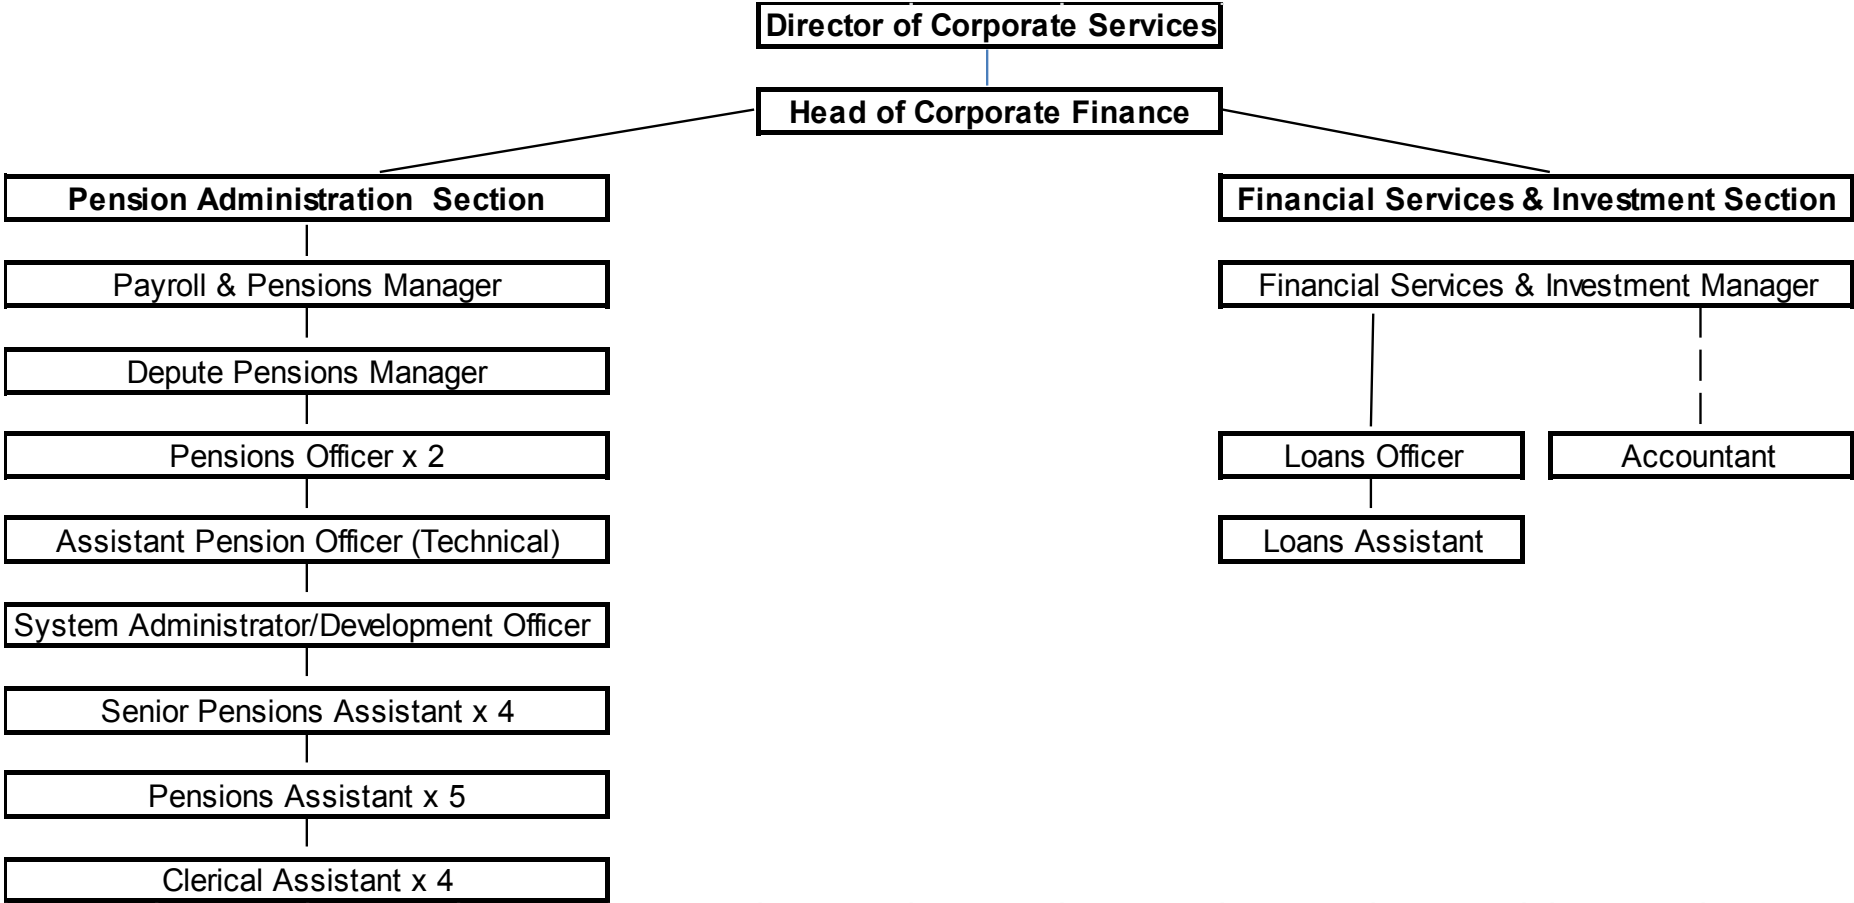 Director of Corporate Services
Head of Corporate Finance
Pension Administration Section
Financial Services & Investment Section
Payroll & Pensions Manager
Financial Services & Investment Manager
Depute Pensions Manager
Pensions Officer x 2
Loans Officer
Accountant
Assistant Pension Officer (Technical)
Loans Assistant
System Administrator/Development Officer
Senior Pensions Assistant x 4
Pensions Assistant x 5
Clerical Assistant x 4